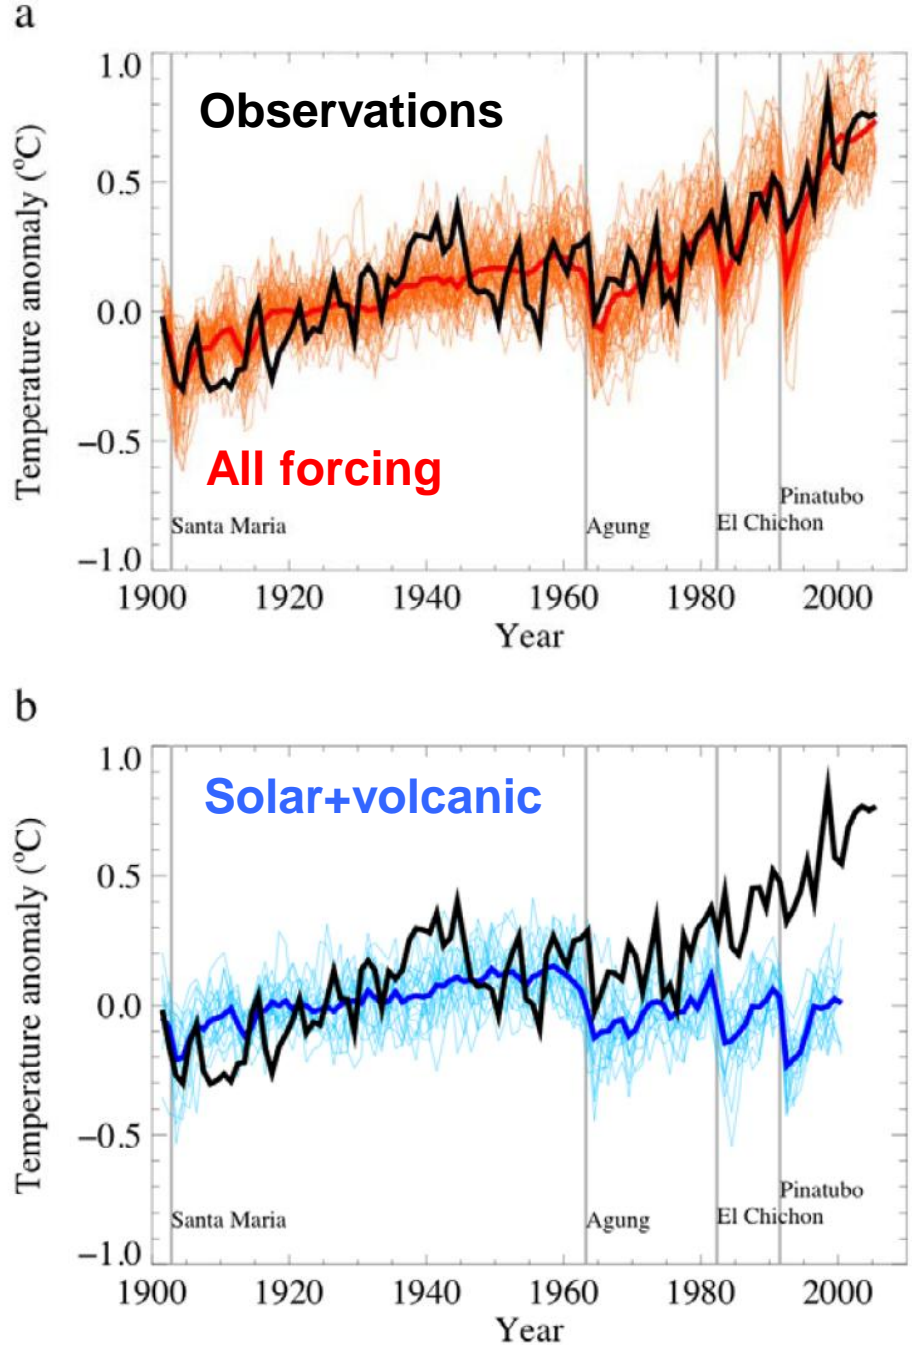 a
1.0
Observations
0.5
0.0
−0.5
All forcing
Pinatubo
Santa Maria
Agung
El Chichon
−1.0
1900
1920
1940
1960
1980
2000
Year
Temperature anomaly (°C)
b
1.0
Solar+volcanic
0.5
0.0
−0.5
Pinatubo
Santa Maria
Agung
El Chichon
−1.0
1900
1920
1940
1960
1980
2000
Year
Temperature anomaly (°C)